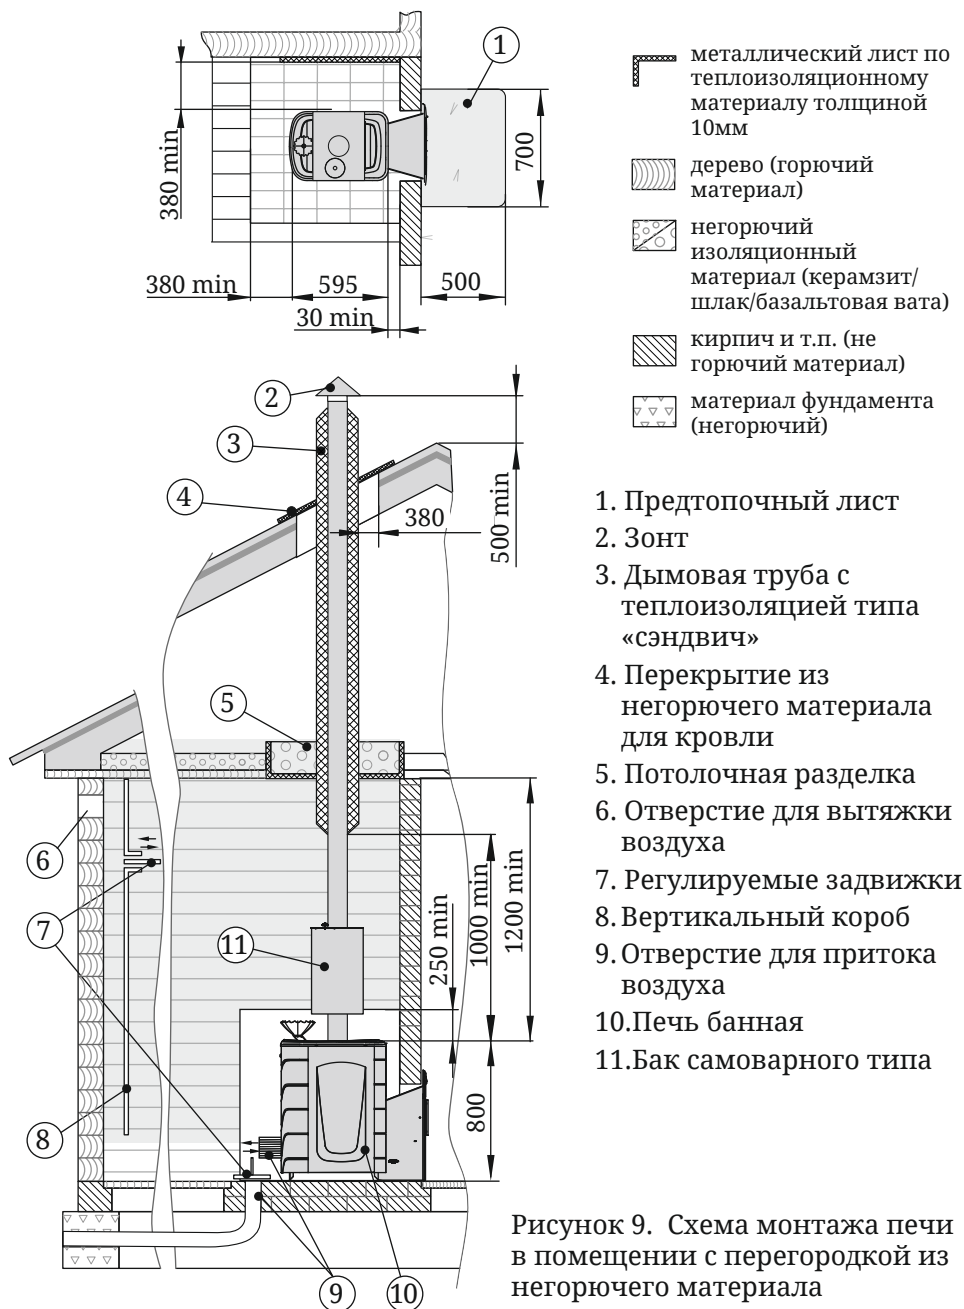 1
700
380 min
380 min
595
500
30 min
металлический лист по
теплоизоляционному
материалу толщиной
10мм
дерево (горючий
материал)
негорючий
изоляционный
материал (керамзит/
шлак/базальтовая вата)
кирпич и т.п. (не
горючий материал)
материал фундамента
(негорючий)
2
3
4
380
500 min
5
6
7
11
250 min
1000 min
1200 min
800
8
9
10
1. Предтопочный лист
2. Зонт
3. Дымовая труба с
теплоизоляцией типа
«сэндвич»
4. Перекрытие из
негорючего материала
для кровли
5. Потолочная разделка
6. Отверстие для вытяжки
воздуха
7. Регулируемые задвижки
8. Вертикальный короб
9. Отверстие для притока
воздуха
10.Печь банная
11.Бак самоварного типа
Рисунок 9. Схема монтажа печи
в помещении с перегородкой из
негорючего материала